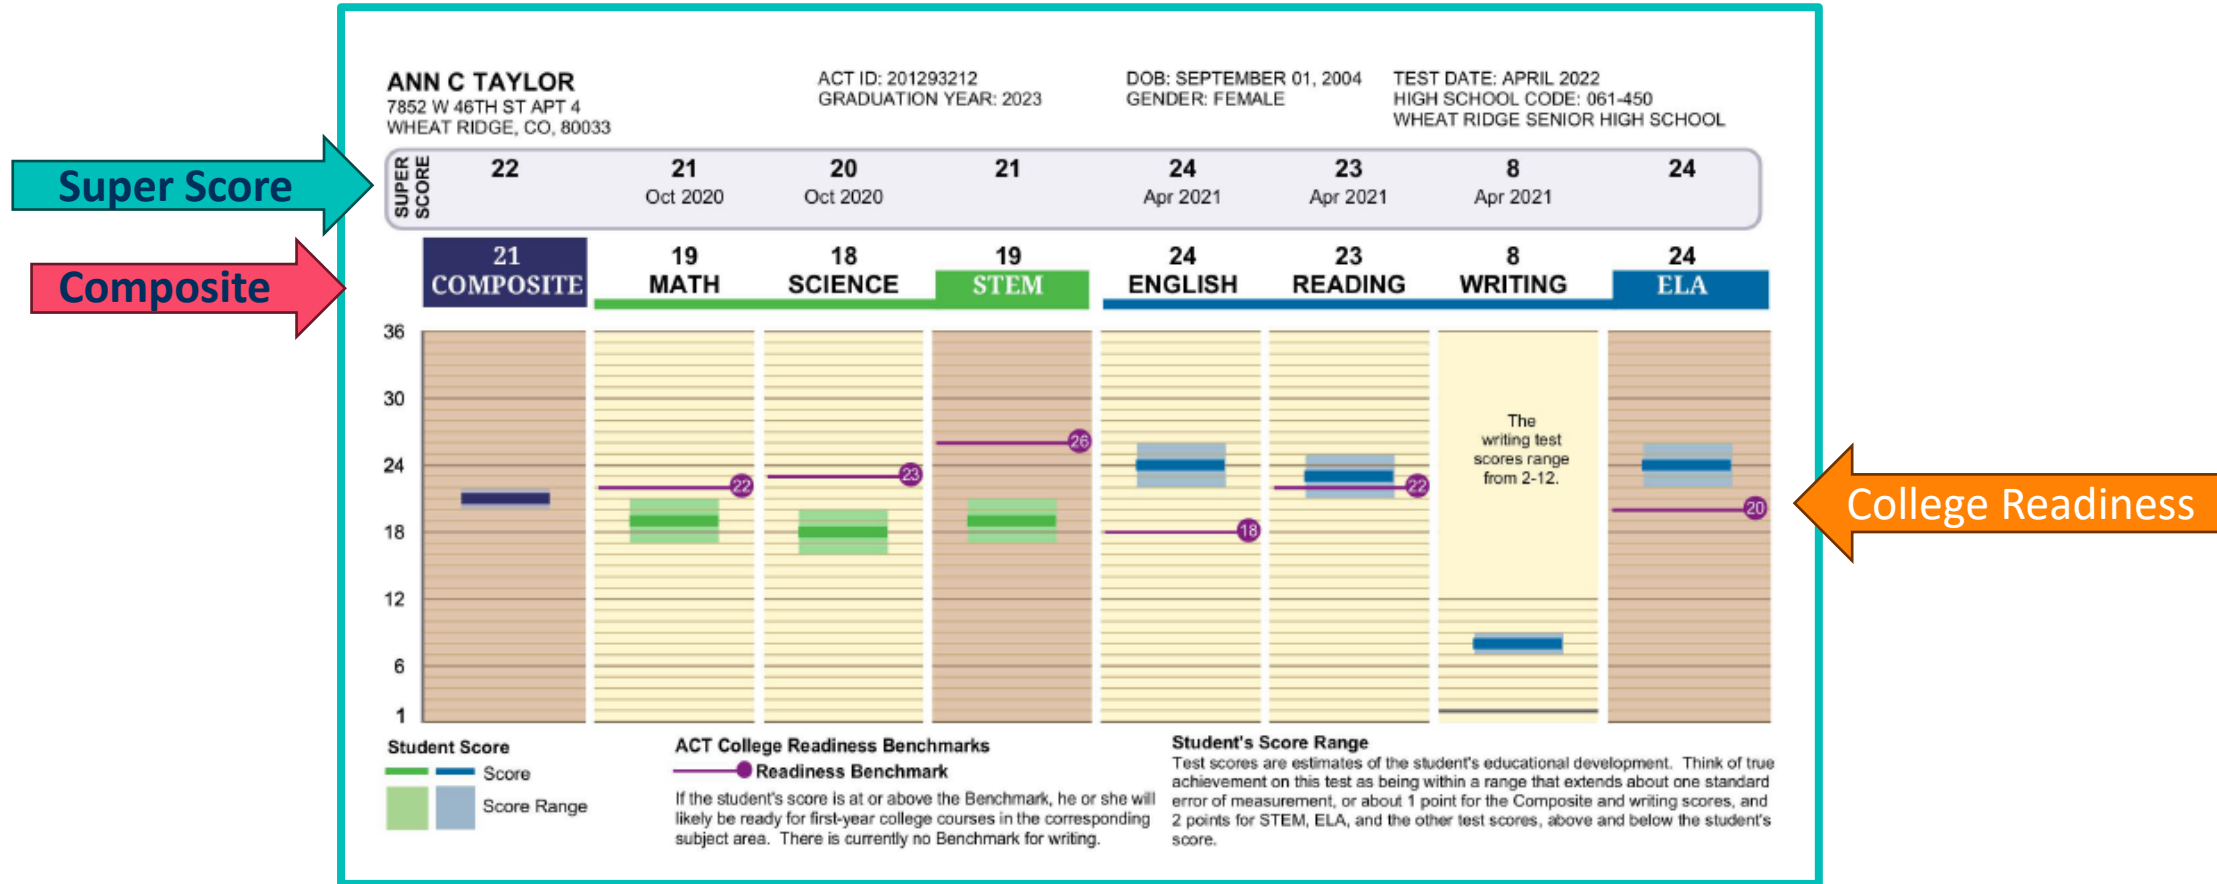 ANN C TAYLOR
7852 W 46TH ST APT 4
WHEAT RIDGE, CO, 80033
ACT ID: 201293212
GRADUATION YEAR: 2023
DOB: SEPTEMBER 01, 2004
GENDER: FEMALE
TEST DATE: APRIL 2022
HIGH SCHOOL CODE: 061-450
WHEAT RIDGE SENIOR HIGH SCHOOL
Super Score
SUPER
SCORE
22 21 20 21 24 23 8 24
Oct 2020 Oct 2020 Apr 2021 Apr 2021 Apr 2021
Composite
21 19 18 19 24 23 8 24
COMPOSITE MATH SCIENCE STEM ENGLISH READING WRITING ELA
36
30
24
18
12
6
1
22
23
26
18
22
The
writing test
scores range
from 2-12.
20
College Readiness
Student Score
Score
Score Range
ACT College Readiness Benchmarks
Readiness Benchmark
If the student's score is at or above the Benchmark, he or she will
likely be ready for first-year college courses in the corresponding
subject area. There is currently no Benchmark for writing.
Student's Score Range
Test scores are estimates of the student's educational development. Think of true
achievement on this test as being within a range that extends about one standard
error of measurement, or about 1 point for the Composite and writing scores, and
2 points for STEM, ELA, and the other test scores, above and below the student's
score.